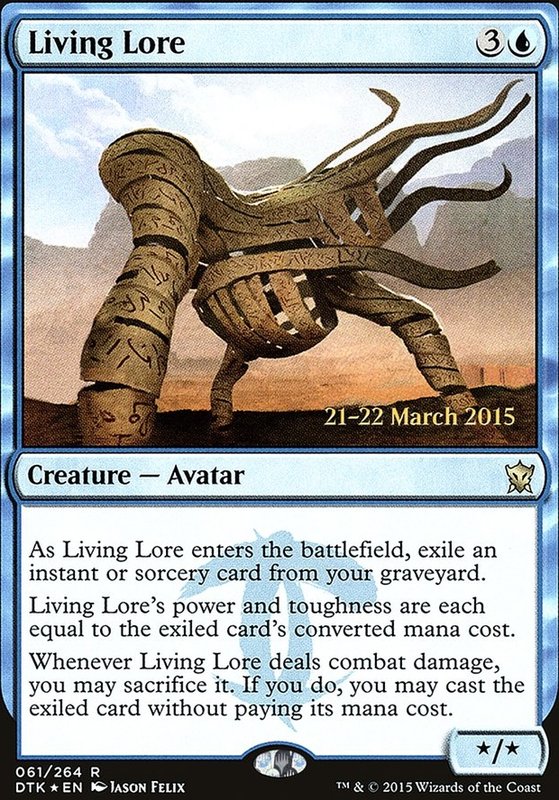 Living Lore 3
21–22 March 2015
Creature — Avatar
As Living Lore enters the battlefield, exile an
instant or sorcery card from your graveyard.
Living Lore's power and toughness are each
equal to the exiled card's converted mana cost.
Whenever Living Lore deals combat damage,
you may sacrifice it. If you do, you may cast the
exiled card without paying its mana cost.
★/★
061/264 R
DTK ★ EN Jason Felix
™ & © 2015 Wizards of the Coast